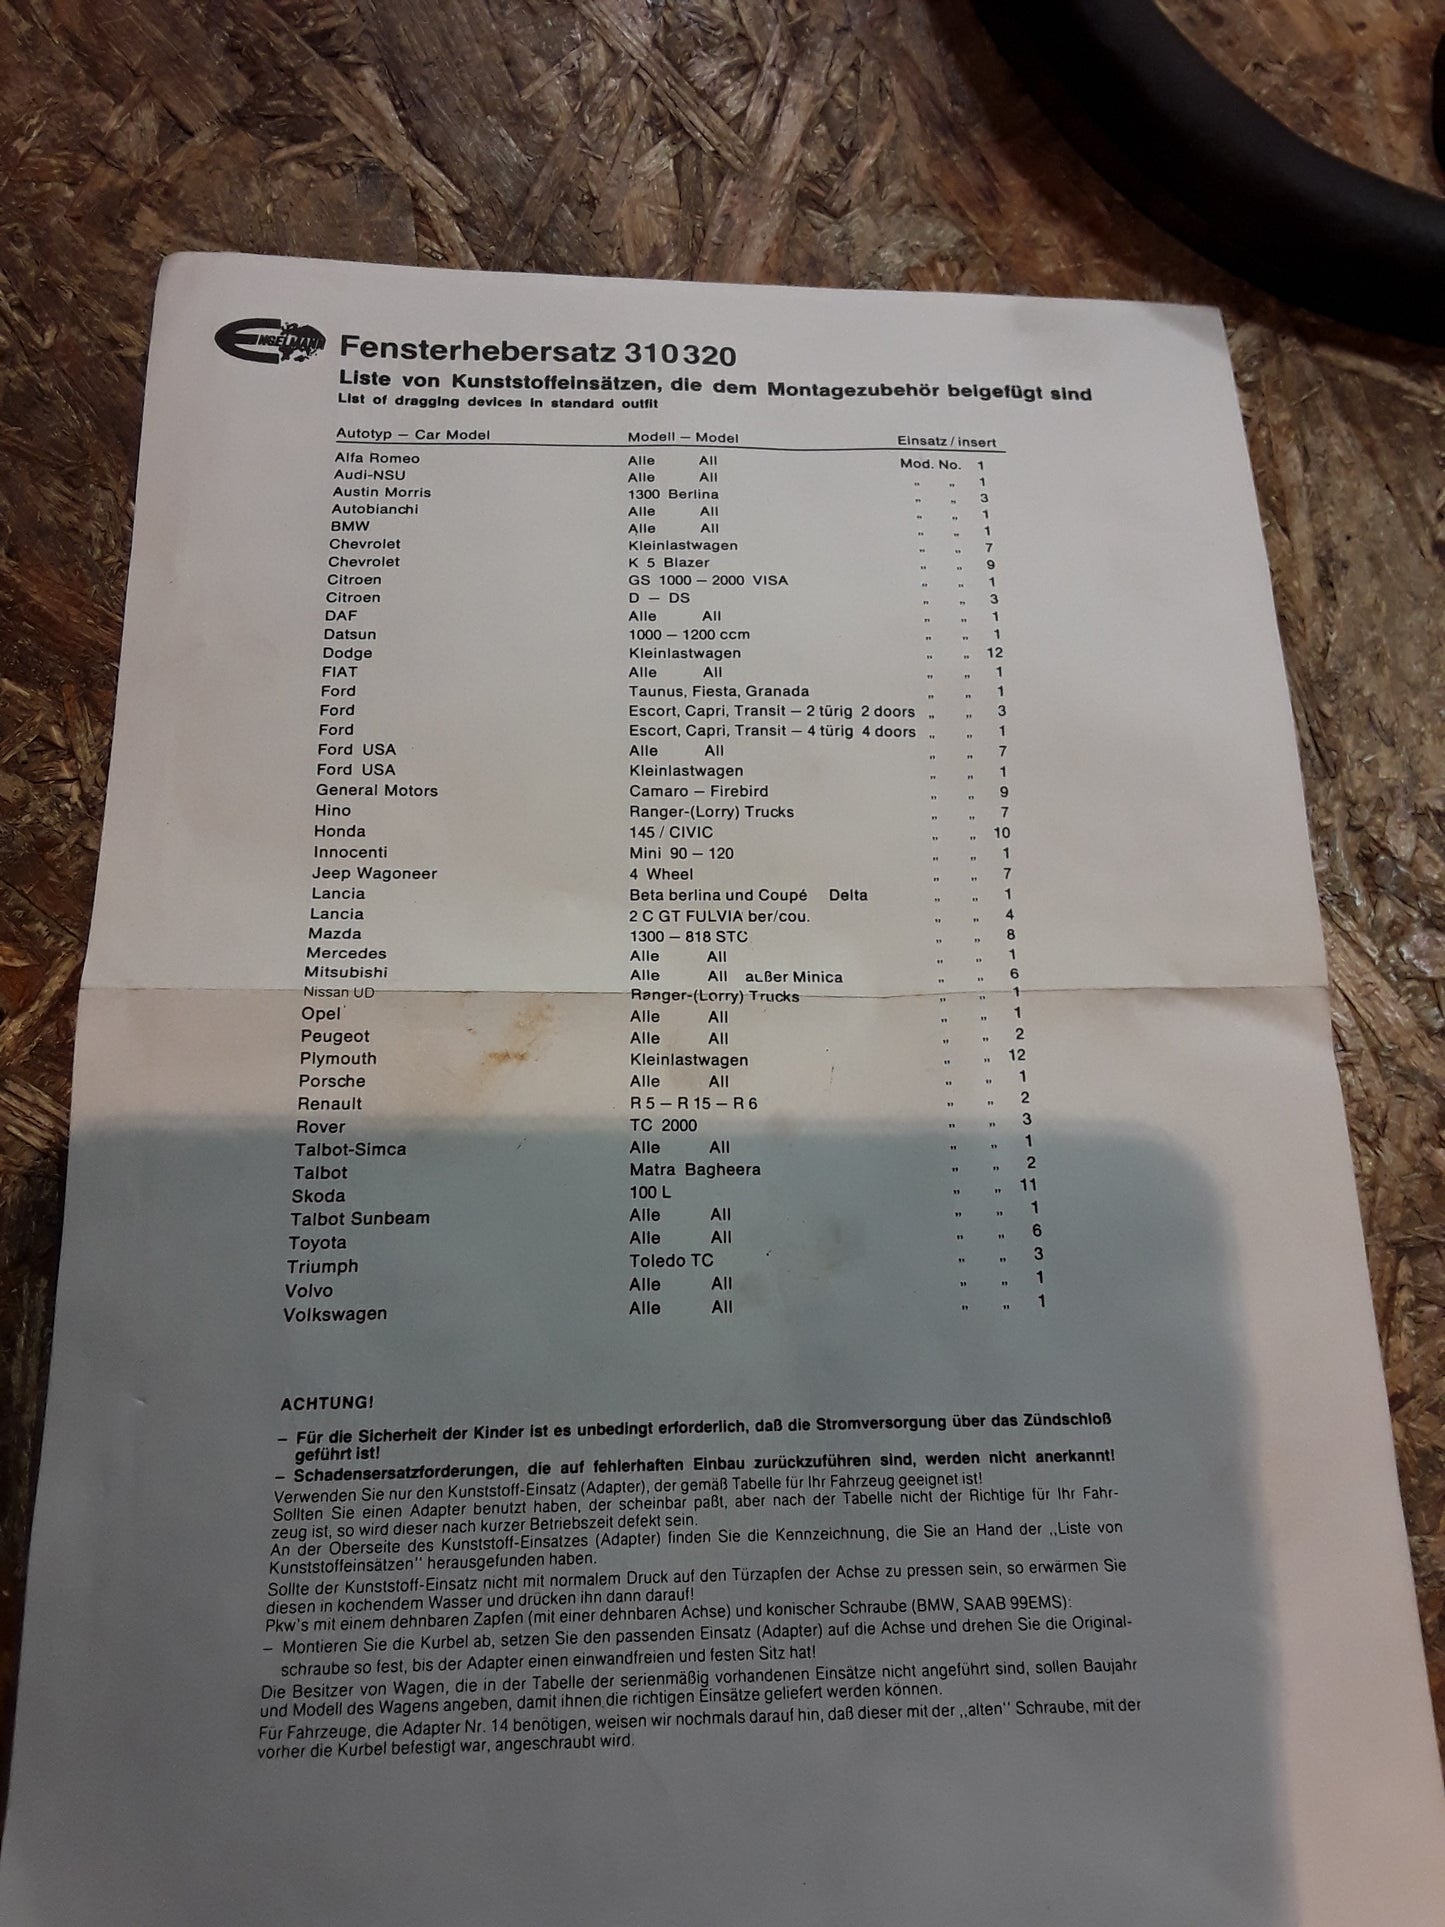 ENGELMANN
Fensterhebersatz 310320
Liste von Kunststoffeinsätzen, die dem Montagezubehör beigefügt sind
List of dragging devices in standard outfit
Autotyp – Car Model Modell – Model Einsatz / insert
Alfa Romeo Alle All Mod. No. 1
Audi-NSU Alle All „ „ 1
Austin Morris 1300 Berlina „ „ 3
Autobianchi Alle All „ „ 1
BMW Alle All „ „ 1
Chevrolet Kleinlastwagen „ „ 7
Chevrolet K 5 Blazer „ „ 9
Citroen GS 1000 – 2000 VISA „ „ 1
Citroen D – DS „ „ 3
DAF Alle All „ „ 1
Datsun 1000 – 1200 ccm „ „ 1
Dodge Kleinlastwagen „ „ 12
FIAT Alle All „ „ 1
Ford Taunus, Fiesta, Granada „ „ 1
Ford Escort, Capri, Transit – 2 türig 2 doors „ „ 3
Ford Escort, Capri, Transit – 4 türig 4 doors „ „ 1
Ford USA Alle All „ „ 7
Ford USA Kleinlastwagen „ „ 1
General Motors Camaro – Firebird „ „ 9
Hino Ranger-(Lorry) Trucks „ „ 7
Honda 145 / CIVIC „ „ 10
Innocenti Mini 90 – 120 „ „ 1
Jeep Wagoneer 4 Wheel „ „ 7
Lancia Beta berlina und Coupé Delta „ „ 1
Lancia 2 C GT FULVIA ber/cou. „ „ 4
Mazda 1300 – 818 STC „ „ 8
Mercedes Alle All „ „ 1
Mitsubishi Alle All außer Minica „ „ 6
Nissan UD Ranger-(Lorry) Trucks „ „ 1
Opel Alle All „ „ 1
Peugeot Alle All „ „ 2
Plymouth Kleinlastwagen „ „ 12
Porsche Alle All „ „ 1
Renault R 5 – R 15 – R 6 „ „ 2
Rover TC 2000 „ „ 3
Talbot-Simca Alle All „ „ 1
Talbot Matra Bagheera „ „ 2
Skoda 100 L „ „ 11
Talbot Sunbeam Alle All „ „ 1
Toyota Alle All „ „ 6
Triumph Toledo TC „ „ 3
Volvo Alle All „ „ 1
Volkswagen Alle All „ „ 1
ACHTUNG!
– Für die Sicherheit der Kinder ist es unbedingt erforderlich, daß die Stromversorgung über das Zündschloß
geführt ist!
– Schadensersatzforderungen, die auf fehlerhaften Einbau zurückzuführen sind, werden nicht anerkannt!
Verwenden Sie nur den Kunststoff-Einsatz (Adapter), der gemäß Tabelle für Ihr Fahrzeug geeignet ist!
Sollten Sie einen Adapter benutzt haben, der scheinbar paßt, aber nach der Tabelle nicht der Richtige für Ihr Fahr-
zeug ist, so wird dieser nach kurzer Betriebszeit defekt sein.
An der Oberseite des Kunststoff-Einsatzes (Adapter) finden Sie die Kennzeichnung, die Sie an Hand der „Liste von
Kunststoffeinsätzen" herausgefunden haben.
Sollte der Kunststoff-Einsatz nicht mit normalem Druck auf den Türzapfen der Achse zu pressen sein, so erwärmen Sie
diesen in kochendem Wasser und drücken ihn dann darauf!
Pkw's mit einem dehnbaren Zapfen (mit einer dehnbaren Achse) und konischer Schraube (BMW, SAAB 99EMS):
– Montieren Sie die Kurbel ab, setzen Sie den passenden Einsatz (Adapter) auf die Achse und drehen Sie die Original-
schraube so fest, bis der Adapter einen einwandfreien und festen Sitz hat!
Die Besitzer von Wagen, die in der Tabelle der serienmäßig vorhandenen Einsätze nicht angeführt sind, sollen Baujahr
und Modell des Wagens angeben, damit ihnen die richtigen Einsätze geliefert werden können.
Für Fahrzeuge, die Adapter Nr. 14 benötigen, weisen wir nochmals darauf hin, daß dieser mit der „alten" Schraube, mit der
vorher die Kurbel befestigt war, angeschraubt wird.